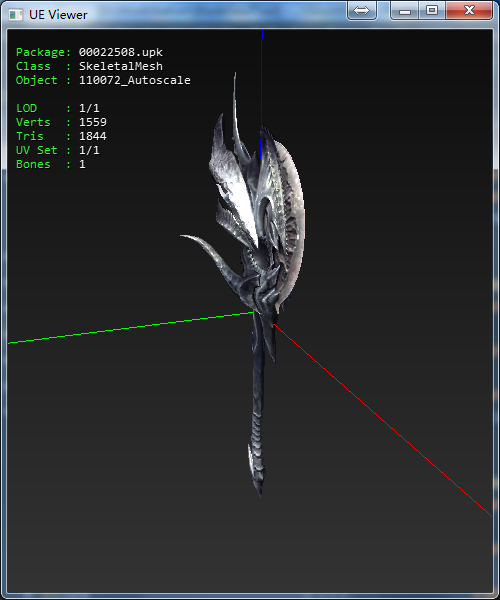 UE Viewer
Package: 00022508.upk
Class  : SkeletalMesh
Object : 110072_Autoscale
LOD    : 1/1
Verts  : 1559
Tris   : 1844
UV Set : 1/1
Bones  : 1